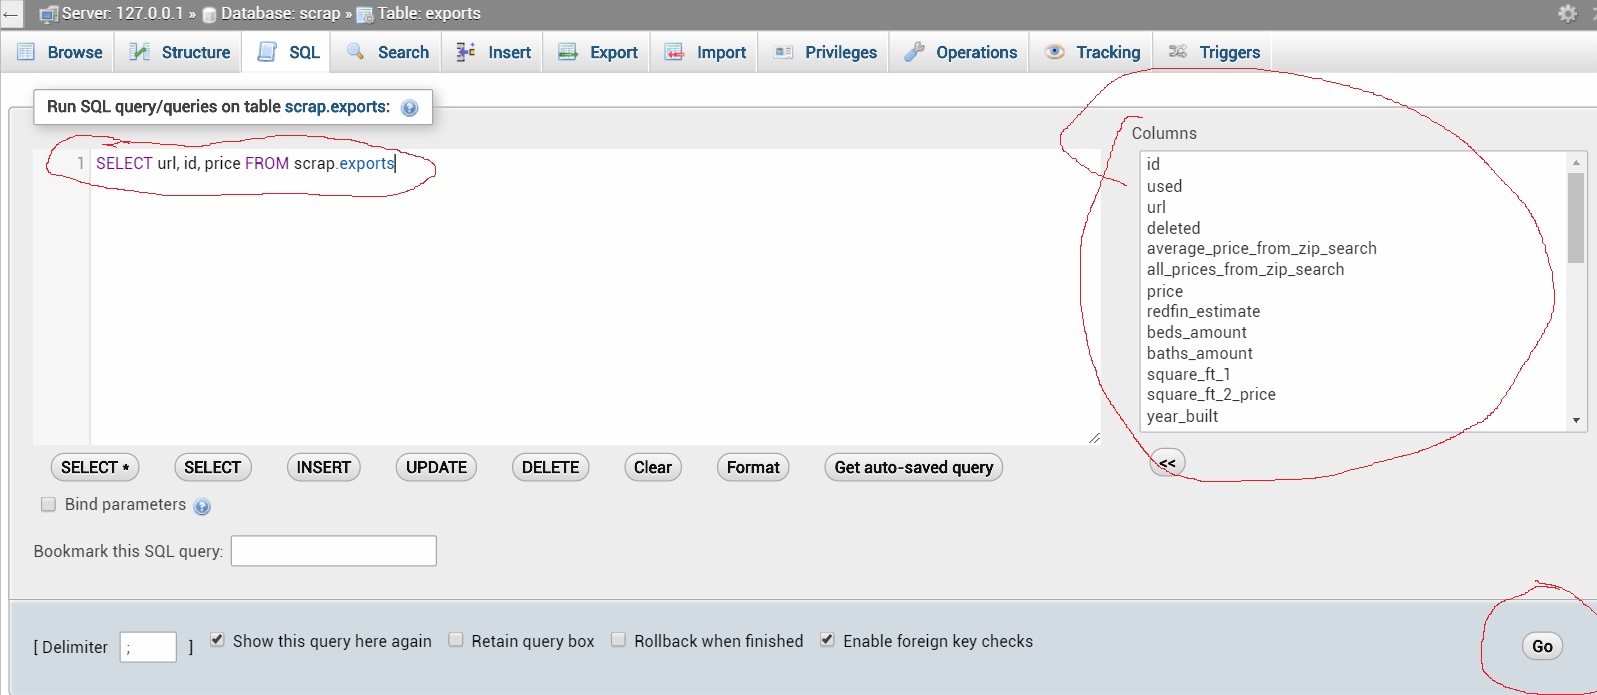 ← Server: 127.0.0.1 » Database: scrap » Table: exports
Browse Structure SQL Search Insert Export Import Privileges Operations Tracking Triggers
Run SQL query/queries on table scrap.exports:
1 SELECT url, id, price FROM scrap.exports
Columns
id
used
url
deleted
average_price_from_zip_search
all_prices_from_zip_search
price
redfin_estimate
beds_amount
baths_amount
square_ft_1
square_ft_2_price
year_built
SELECT * SELECT INSERT UPDATE DELETE Clear Format Get auto-saved query <<
Bind parameters
Bookmark this SQL query:
[ Delimiter ; ] Show this query here again Retain query box Rollback when finished Enable foreign key checks Go